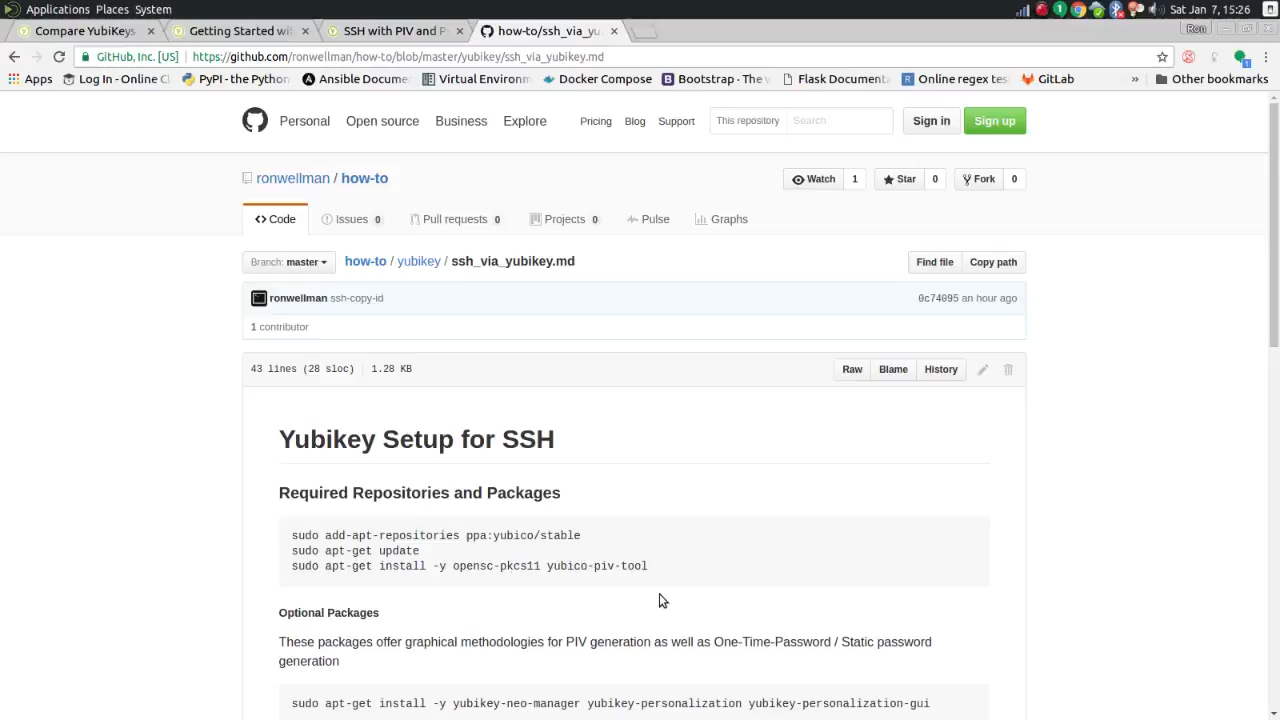 Applications Places System
Sat Jan 7, 15:26
Compare YubiKeys
Getting Started wi
SSH with PIV and P
how-to/ssh_via_yu
Ron
GitHub, Inc. [US] https://github.com/ronwellman/how-to/blob/master/yubikey/ssh_via_yubikey.md
Apps Log In - Online Cl PyPI - the Python Ansible Docume Virtual Environm Docker Compose Bootstrap · The v Flask Documenta Online regex tes GitLab » Other bookmarks
Personal Open source Business Explore Pricing Blog Support This repository Search Sign in Sign up
ronwellman / how-to
Watch 1 Star 0 Fork 0
Code Issues 0 Pull requests 0 Projects 0 Pulse Graphs
Branch: master how-to / yubikey / ssh_via_yubikey.md Find file Copy path
ronwellman ssh-copy-id 0c74095 an hour ago
1 contributor
43 lines (28 sloc) 1.28 KB Raw Blame History
Yubikey Setup for SSH
Required Repositories and Packages
sudo add-apt-repositories ppa:yubico/stable
sudo apt-get update
sudo apt-get install -y opensc-pkcs11 yubico-piv-tool
Optional Packages
These packages offer graphical methodologies for PIV generation as well as One-Time-Password / Static password
generation
sudo apt-get install -y yubikey-neo-manager yubikey-personalization yubikey-personalization-gui